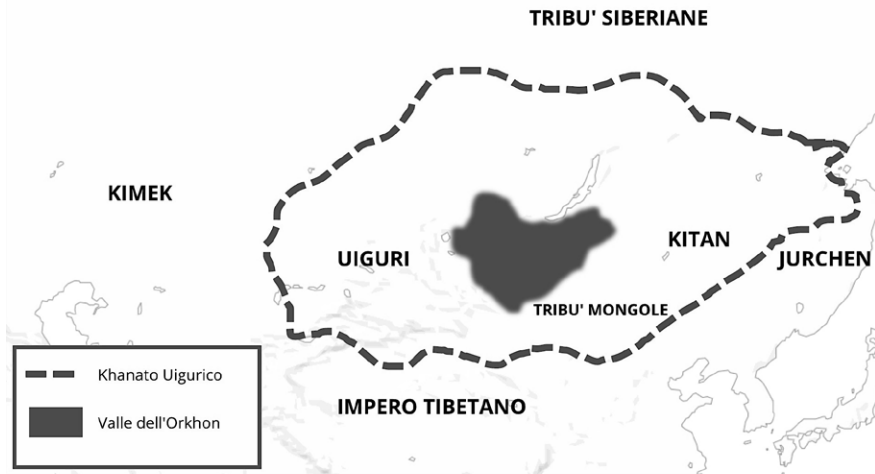 TRIBU' SIBERIANE
KIMEK
UIGURI
KITAN
JURCHEN
TRIBU' MONGOLE
Khanato Uigurico
Valle dell'Orkhon
IMPERO TIBETANO